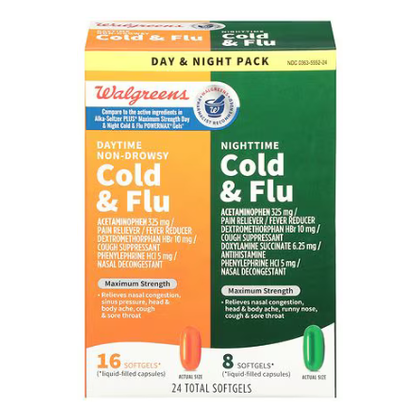 Cold & Flu
Cold & Flu
DAY & NIGHT PACK
NDC 0363-5552-24
Walgreens
Compare to the active ingredients in
Alka-Seltzer PLUS® Maximum Strength Day
& Night Cold & Flu POWERMAX® Gels*
DAYTIME
NON-DROWSY
Cold
& Flu
ACETAMINOPHEN 325 mg /
PAIN RELIEVER / FEVER REDUCER
DEXTROMETHORPHAN HBr 10 mg /
COUGH SUPPRESSANT
PHENYLEPHRINE HCl 5 mg /
NASAL DECONGESTANT
Maximum Strength
• Relieves nasal congestion,
sinus pressure, head &
body ache, cough
& sore throat
16 SOFTGELS*
(*liquid-filled capsules)
ACTUAL SIZE
NIGHTTIME
Cold
& Flu
ACETAMINOPHEN 325 mg /
PAIN RELIEVER / FEVER REDUCER
DEXTROMETHORPHAN HBr 10 mg /
COUGH SUPPRESSANT
DOXYLAMINE SUCCINATE 6.25 mg /
ANTIHISTAMINE
PHENYLEPHRINE HCl 5 mg /
NASAL DECONGESTANT
Maximum Strength
• Relieves nasal congestion, head &
body ache, runny nose,
cough & sore throat
8 SOFTGELS*
(*liquid-filled capsules)
ACTUAL SIZE
24 TOTAL SOFTGELS